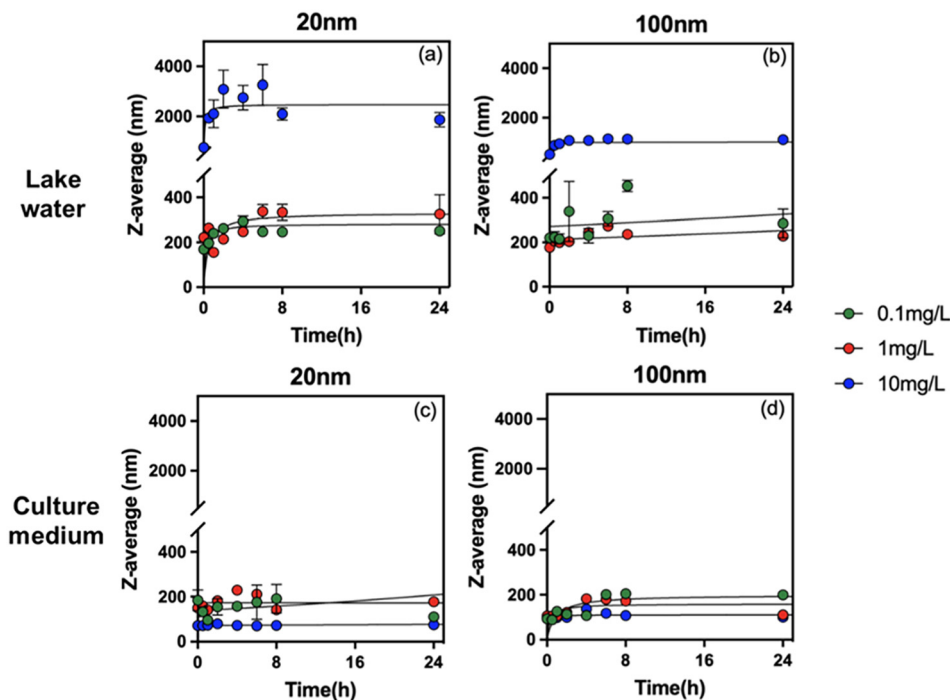 20nm
100nm
Lake water
Z-average (nm)
4000
2000
400
200
0
(a)
0
8
16
24
Time(h)
Z-average (nm)
4000
2000
400
200
0
(b)
0
8
16
24
Time(h)
0.1mg/L
1mg/L
10mg/L
20nm
100nm
Culture medium
Z-average (nm)
4000
2000
400
200
0
(c)
0
8
16
24
Time(h)
Z-average (nm)
4000
2000
400
200
0
(d)
0
8
16
24
Time(h)